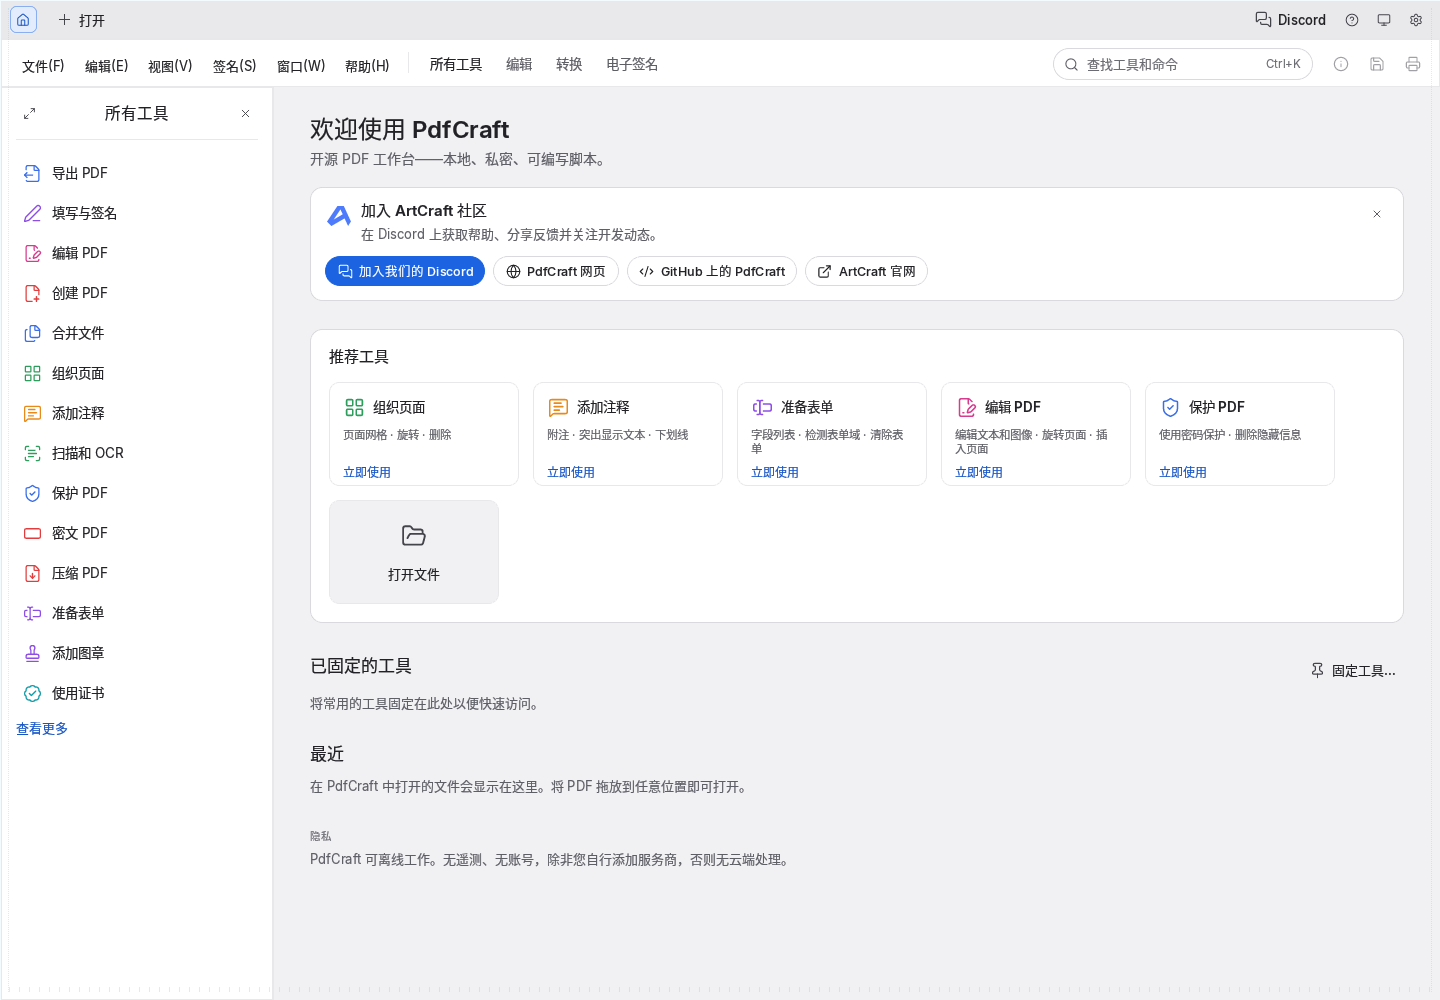 打开
Discord
文件(F) 编辑(E) 视图(V) 签名(S) 窗口(W) 帮助(H) 所有工具 编辑 转换 电子签名
查找工具和命令 Ctrl+K
所有工具
导出 PDF
填写与签名
编辑 PDF
创建 PDF
合并文件
组织页面
添加注释
扫描和 OCR
保护 PDF
密文 PDF
压缩 PDF
准备表单
添加图章
使用证书
查看更多
欢迎使用 PdfCraft
开源 PDF 工作台——本地、私密、可编写脚本。
加入 ArtCraft 社区
在 Discord 上获取帮助、分享反馈并关注开发动态。
加入我们的 Discord
PdfCraft 网页
GitHub 上的 PdfCraft
ArtCraft 官网
推荐工具
组织页面
页面网格 · 旋转 · 删除
立即使用
添加注释
附注 · 突出显示文本 · 下划线
立即使用
准备表单
字段列表 · 检测表单域 · 清除表
单
立即使用
编辑 PDF
编辑文本和图像 · 旋转页面 · 插
入页面
立即使用
保护 PDF
使用密码保护 · 删除隐藏信息
立即使用
打开文件
已固定的工具
固定工具...
将常用的工具固定在此处以便快速访问。
最近
在 PdfCraft 中打开的文件会显示在这里。将 PDF 拖放到任意位置即可打开。
隐私
PdfCraft 可离线工作。无遥测、无账号，除非您自行添加服务商，否则无云端处理。